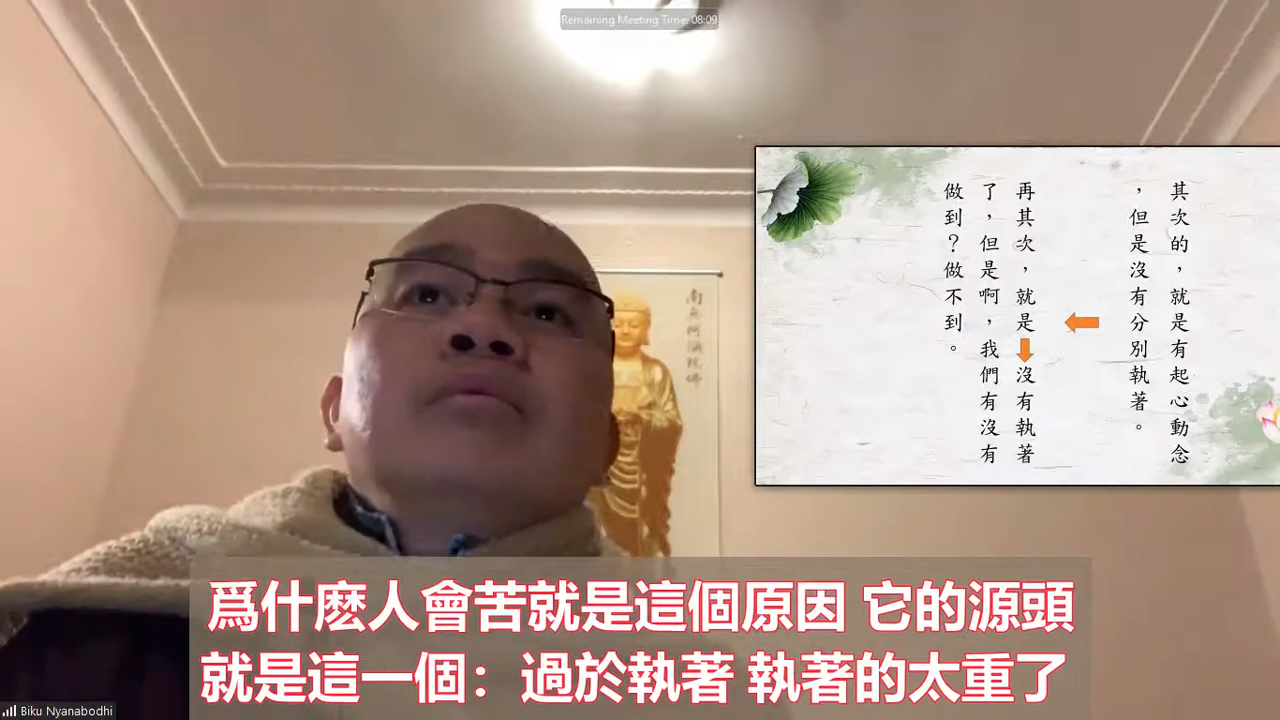 Remaining Meeting Time: 08:09
南無阿彌陀佛
其次的，就是有起心動念
，但是沒有分別執著。
再其次，就是沒有執著
了，但是啊，我們有沒有
做到？做不到。
爲什麽人會苦就是這個原因 它的源頭
就是這一個：過於執著 執著的太重了
Biku Nyanabodhi